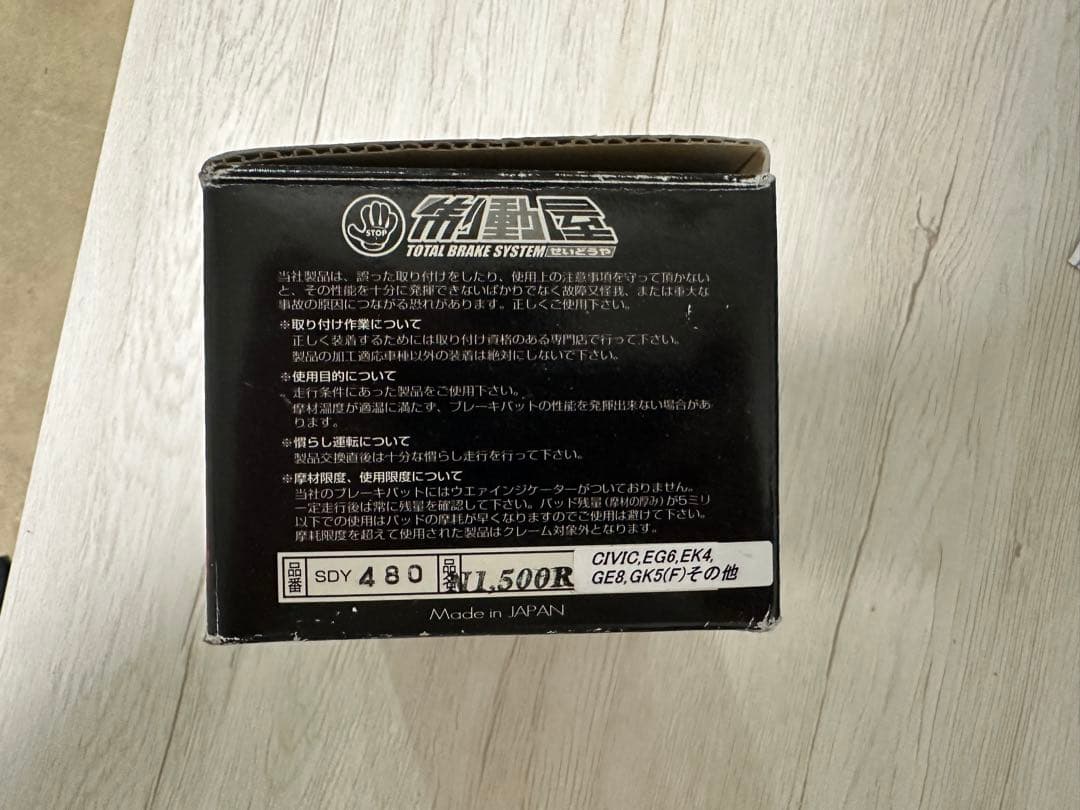 STOP
制動屋
TOTAL BRAKE SYSTEM せいどうや
当社製品は、誤った取り付けをしたり、使用上の注意事項を守って頂かない
と、その性能を十分に発揮できないばかりでなく故障又怪我、または重大な
事故の原因につながる恐れがあります。正しくご使用下さい。
※取り付け作業について
正しく装着するためには取り付け資格のある専門店で行って下さい。
製品の加工適応車種以外の装着は絶対にしないで下さい。
※使用目的について
走行条件にあった製品をご使用下さい。
摩材温度が適温に満たず、ブレーキパットの性能を発揮出来ない場合があ
ります。
※慣らし運転について
製品交換直後は十分な慣らし走行を行って下さい。
※摩材限度、使用限度について
当社のブレーキパットにはウエァインジケーターがついておりません。
一定走行後は常に残量を確認して下さい。パッド残量(摩材の厚み)が5ミリ
以下での使用はパッドの摩耗が早くなりますのでご使用は避けて下さい。
摩耗限度を超えて使用された製品はクレーム対象外となります。
品番 SDY 480 品名 N1,500R CIVIC,EG6,EK4,
GE8,GK5(F)その他
Made in JAPAN